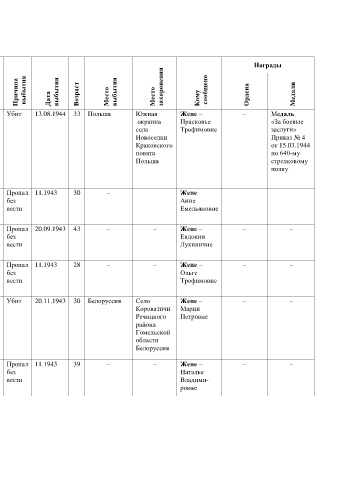 Награды
Причина выбытия
Дата выбытия
Возраст
Место выбытия
Место захоронения
Кому сообщено
Ордена
Медали
Убит 13.08.1944 33 Польша Южная Жене – – Медаль
окраина Прасковье «За боевые
села Трофимовне заслуги»
Новоселки Приказ № 4
Краковского от 15.03.1944
повата по 640-му
Польша стрелковому
полку
Пропал 11.1943 30 – Жене
без Анне
вести Емельяновне
Пропал 20.09.1943 43 – – Жене – – –
без Евдокии
вести Лукиничне
Пропал 11.1943 28 – – Жене – – –
без Ольге
вести Трофимовне
Убит 20.11.1943 30 Белоруссия Село Жене – – –
Короватичи Марии
Речицкого Петровне
района
Гомельской
области
Белоруссия
Пропал 11.1943 39 – – Жене – – –
без Наталье
вести Владими-
ровне